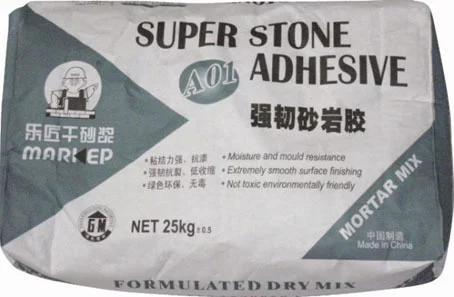 SUPER STONE
A01 ADHESIVE
强韧砂岩胶
乐匠干砂浆
MARKEP
·粘结力强、抗漆
·强韧抗裂、低收缩
·绿色环保、无毒
• Moisture and mould resistance
• Extremely smooth surface finishing
• Not toxic environmentally friendly
GM
NET 25kg±0.5
MORTAR MIX
中国制造
Made in China
FORMULATED DRY MIX